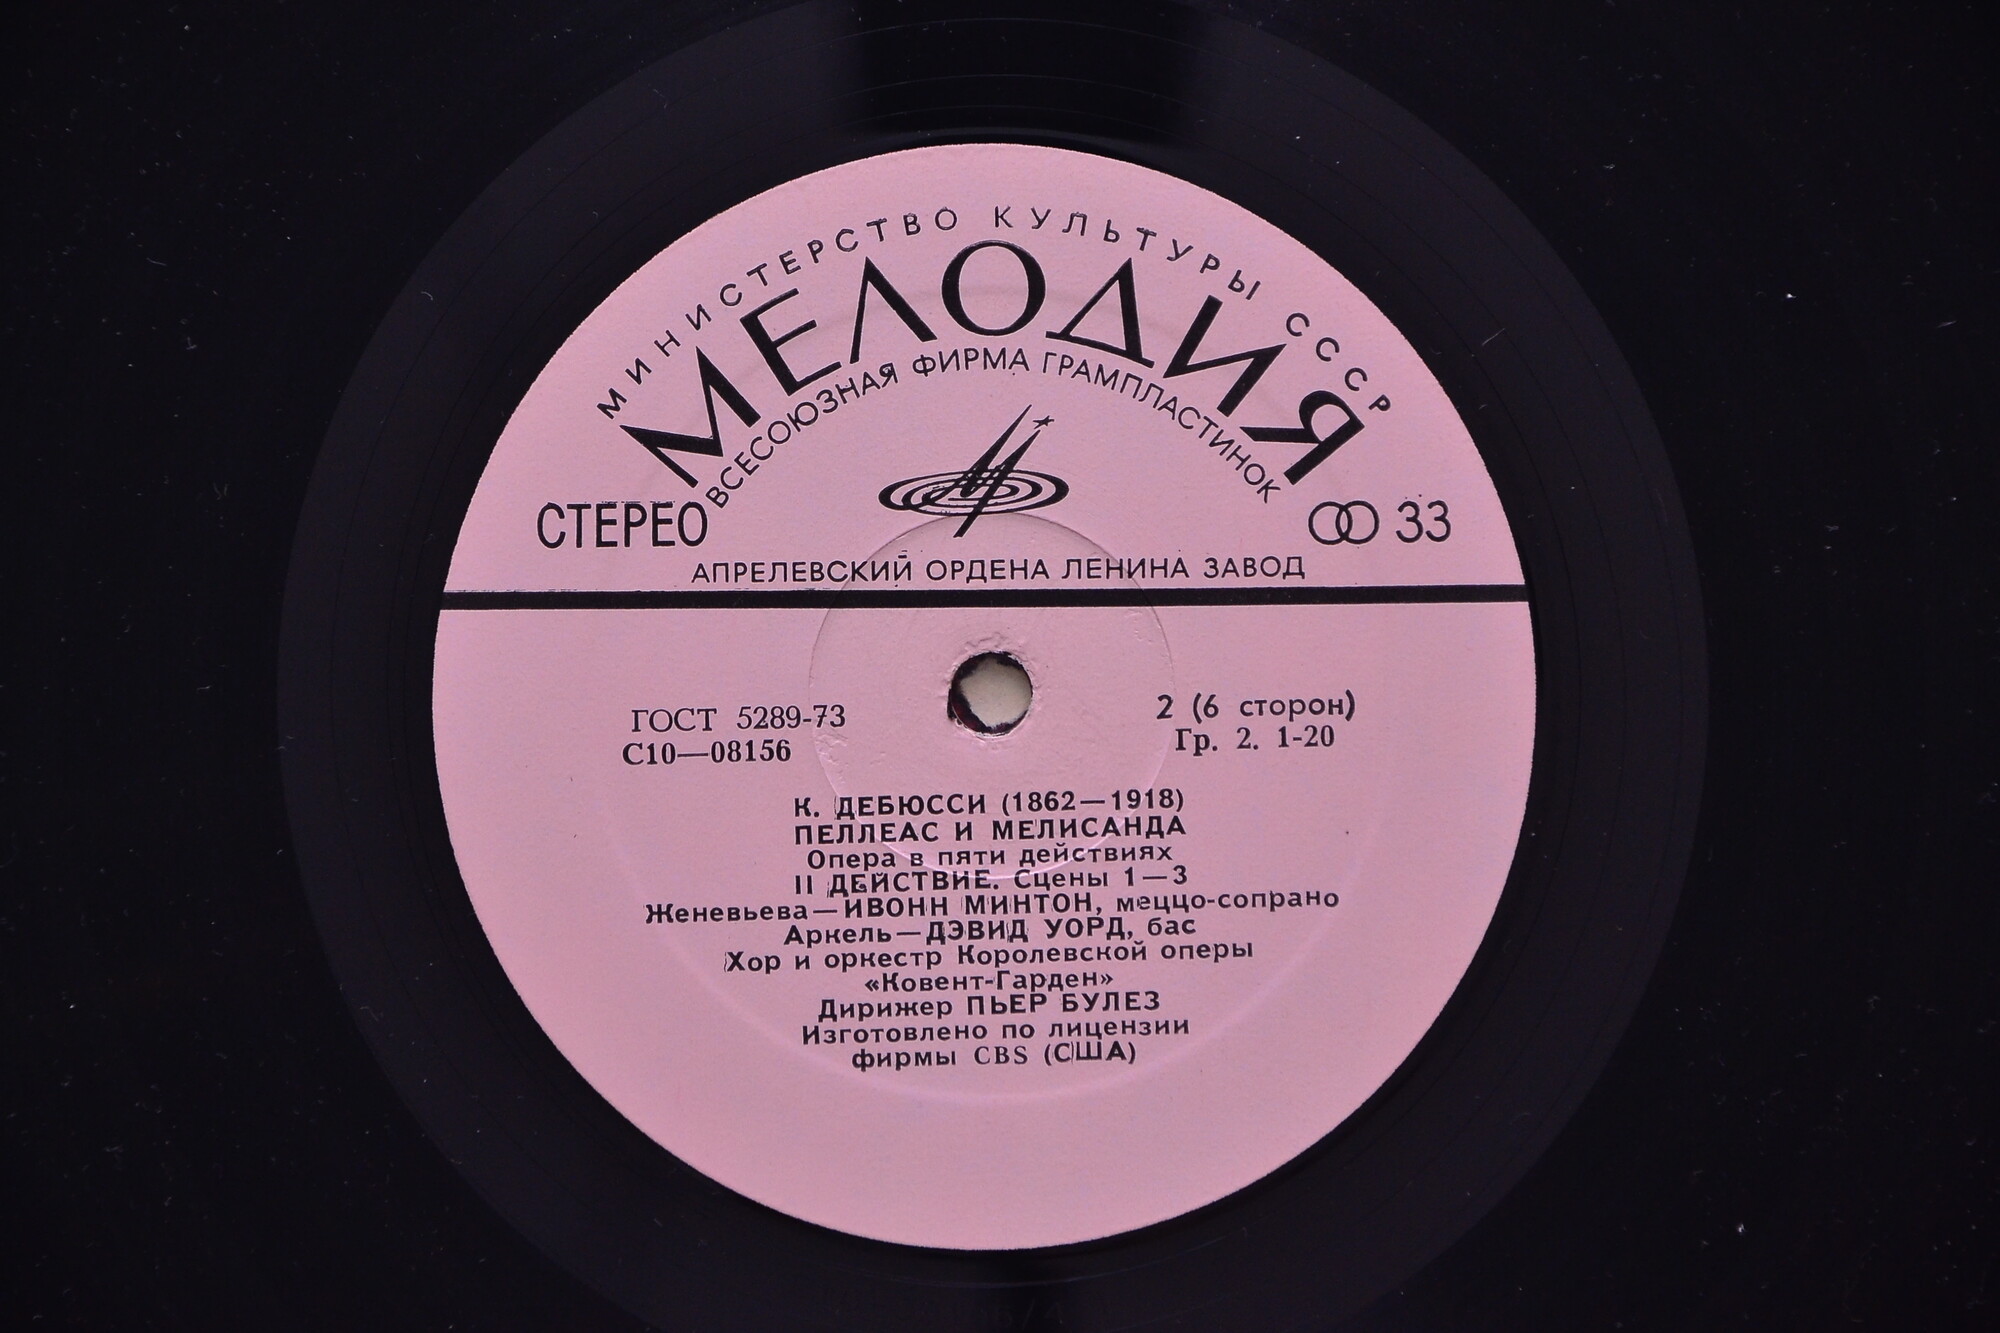 МИНИСТЕРСТВО КУЛЬТУРЫ СССР
МЕЛОДИЯ
ВСЕСОЮЗНАЯ ФИРМА ГРАМПЛАСТИНОК
СТЕРЕО
33
АПРЕЛЕВСКИЙ ОРДЕНА ЛЕНИНА ЗАВОД
ГОСТ 5289-73
С10—08156
2 (6 сторон)
Гр. 2. 1-20
К. ДЕБЮССИ (1862—1918)
ПЕЛЛЕАС И МЕЛИСАНДА
Опера в пяти действиях
II ДЕЙСТВИЕ. Сцены 1—3
Женевьева—ИВОНН МИНТОН, меццо-сопрано
Аркель—ДЭВИД УОРД, бас
Хор и оркестр Королевской оперы
«Ковент-Гарден»
Дирижер ПЬЕР БУЛЕЗ
Изготовлено по лицензии
фирмы CBS (США)